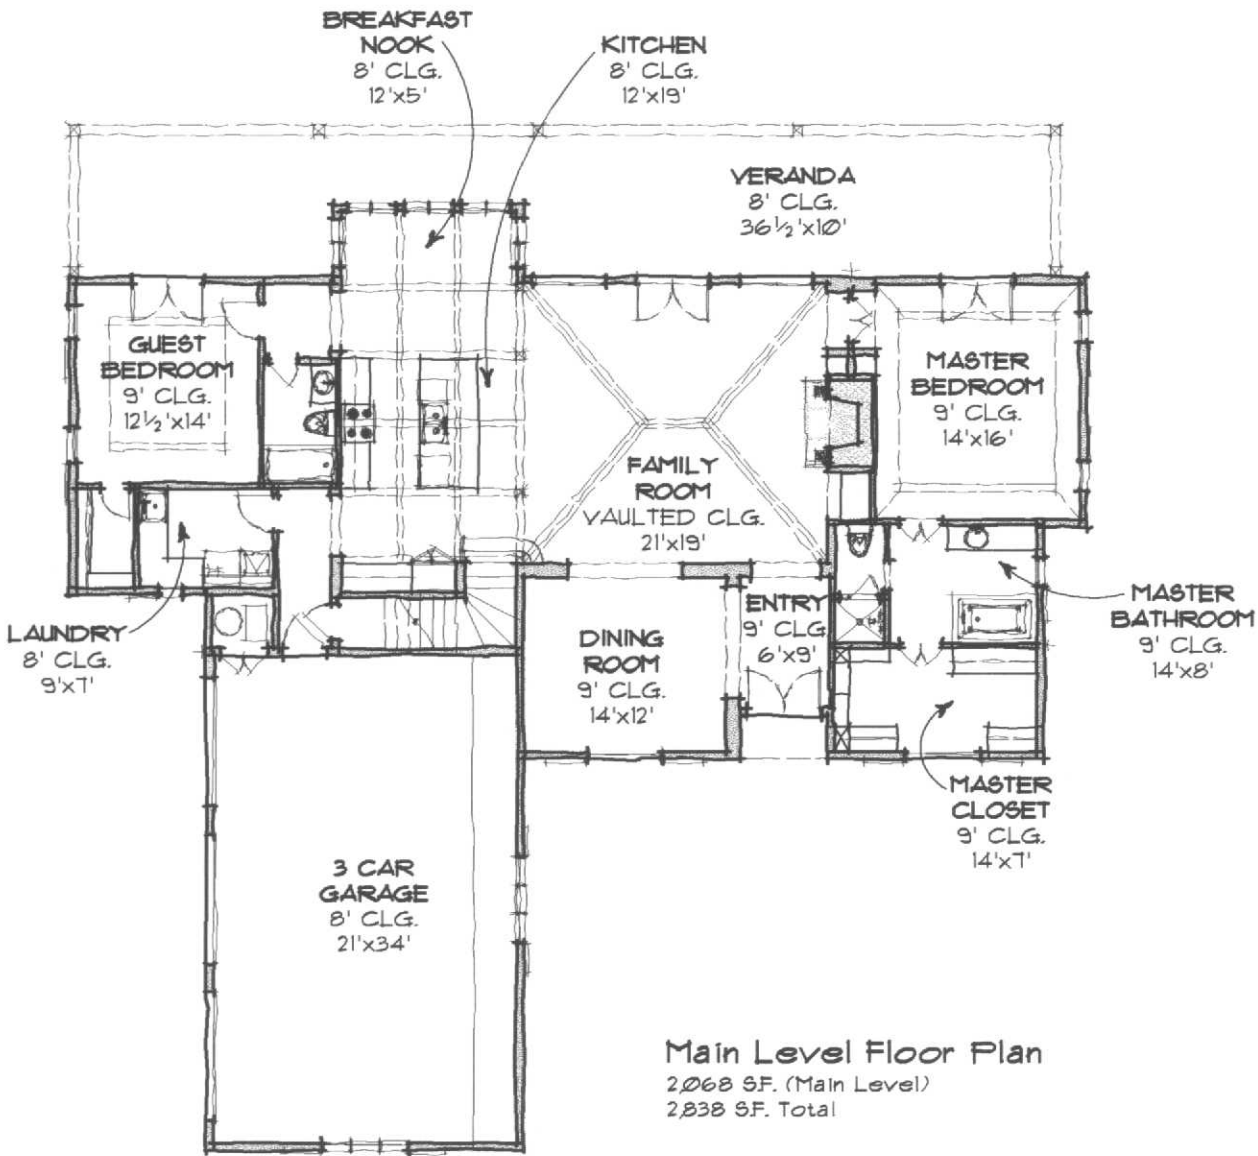 BREAKFAST
NOOK
8' CLG.
12'x5'
KITCHEN
8' CLG.
12'x19'
VERANDA
8' CLG.
36½'x10'
GUEST
BEDROOM
9' CLG.
12½'x14'
MASTER
BEDROOM
9' CLG.
14'x16'
FAMILY
ROOM
VAULTED CLG.
21'x19'
LAUNDRY
8' CLG.
9'x7'
DINING
ROOM
9' CLG.
14'x12'
ENTRY
9' CLG
6'x9'
MASTER
BATHROOM
9' CLG.
14'x8'
MASTER
CLOSET
9' CLG.
14'x7'
3 CAR
GARAGE
8' CLG.
21'x34'
Main Level Floor Plan
2,068 S.F. (Main Level)
2,838 S.F. Total